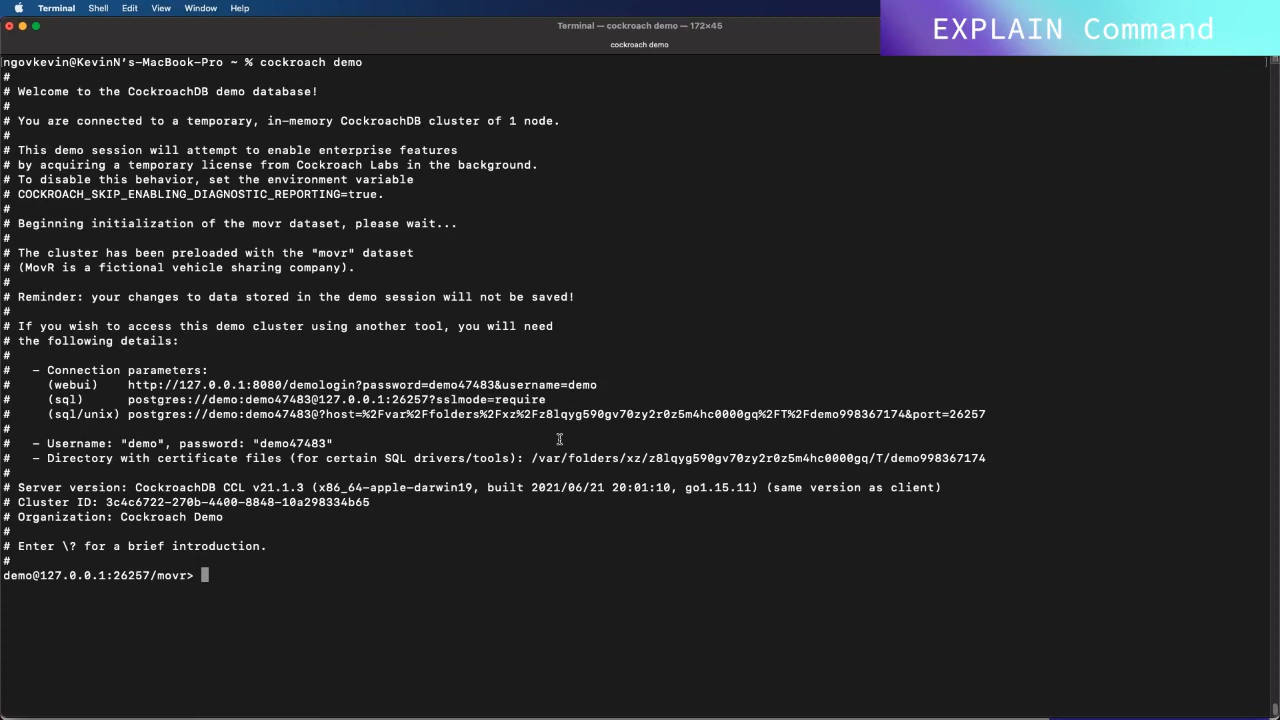 Terminal Shell Edit View Window Help
Terminal — cockroach demo — 172×45
EXPLAIN Command
cockroach demo
ngovkevin@KevinN's-MacBook-Pro ~ % cockroach demo
#
# Welcome to the CockroachDB demo database!
#
# You are connected to a temporary, in-memory CockroachDB cluster of 1 node.
#
# This demo session will attempt to enable enterprise features
# by acquiring a temporary license from Cockroach Labs in the background.
# To disable this behavior, set the environment variable
# COCKROACH_SKIP_ENABLING_DIAGNOSTIC_REPORTING=true.
#
# Beginning initialization of the movr dataset, please wait...
#
# The cluster has been preloaded with the "movr" dataset
# (MovR is a fictional vehicle sharing company).
#
# Reminder: your changes to data stored in the demo session will not be saved!
#
# If you wish to access this demo cluster using another tool, you will need
# the following details:
#
#   - Connection parameters:
#     (webui)    http://127.0.0.1:8080/demologin?password=demo47483&username=demo
#     (sql)      postgres://demo:demo47483@127.0.0.1:26257?sslmode=require
#     (sql/unix) postgres://demo:demo47483@?host=%2Fvar%2Ffolders%2Fxz%2Fz8lqyg590gv70zy2r0z5m4hc0000gq%2FT%2Fdemo998367174&port=26257
#
#   - Username: "demo", password: "demo47483"
#   - Directory with certificate files (for certain SQL drivers/tools): /var/folders/xz/z8lqyg590gv70zy2r0z5m4hc0000gq/T/demo998367174
#
# Server version: CockroachDB CCL v21.1.3 (x86_64-apple-darwin19, built 2021/06/21 20:01:10, go1.15.11) (same version as client)
# Cluster ID: 3c4c6722-270b-4400-8848-10a298334b65
# Organization: Cockroach Demo
#
# Enter \? for a brief introduction.
#
demo@127.0.0.1:26257/movr>